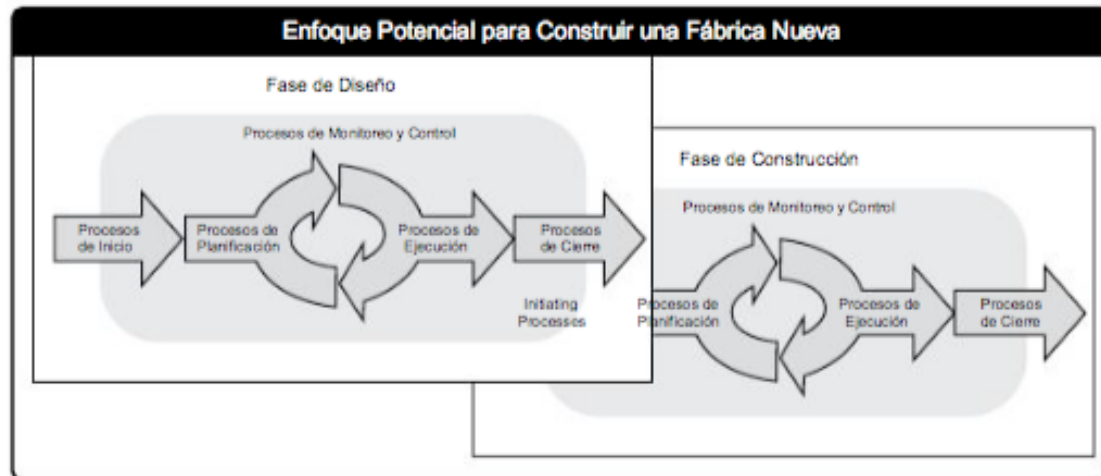 Enfoque Potencial para Construir una Fábrica Nueva
Fase de Diseño
Procesos de Monitoreo y Control
Procesos
de Inicio
Procesos de
Planificación
Procesos de
Ejecución
Procesos
de Cierre
Initiating
Processes
Fase de Construcción
Procesos de Monitoreo y Control
Procesos de
Planificación
Procesos de
Ejecución
Procesos
de Cierre